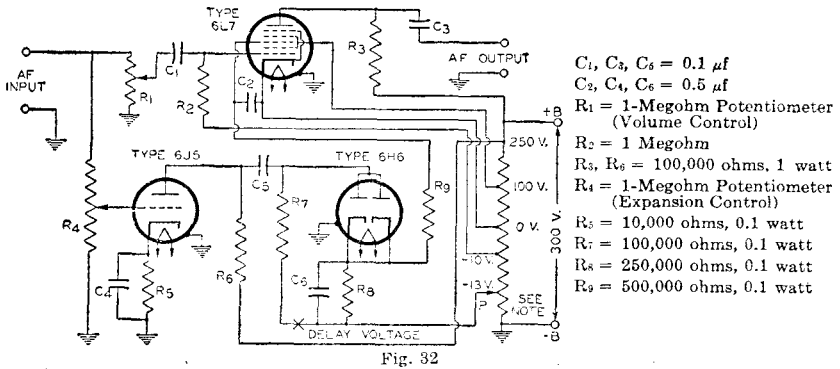 TYPE
6L7
C3
R3
AF OUTPUT
AF
INPUT
R1
C1
R2
C2
+B
250 V.
TYPE 6J5
C5
TYPE 6H6
R7
R9
100 V.
0 V.
300 V.
R4
C4
R5
R6
C6
R8
-10 V.
-13 V.
P
SEE
NOTE
DELAY VOLTAGE
-B
Fig. 32
C₁, C₃, C₅ = 0.1 µf
C₂, C₄, C₆ = 0.5 µf
R₁ = 1-Megohm Potentiometer
(Volume Control)
R₂ = 1 Megohm
R₃, R₆ = 100,000 ohms, 1 watt
R₄ = 1-Megohm Potentiometer
(Expansion Control)
R₅ = 10,000 ohms, 0.1 watt
R₇ = 100,000 ohms, 0.1 watt
R₈ = 250,000 ohms, 0.1 watt
R₉ = 500,000 ohms, 0.1 watt